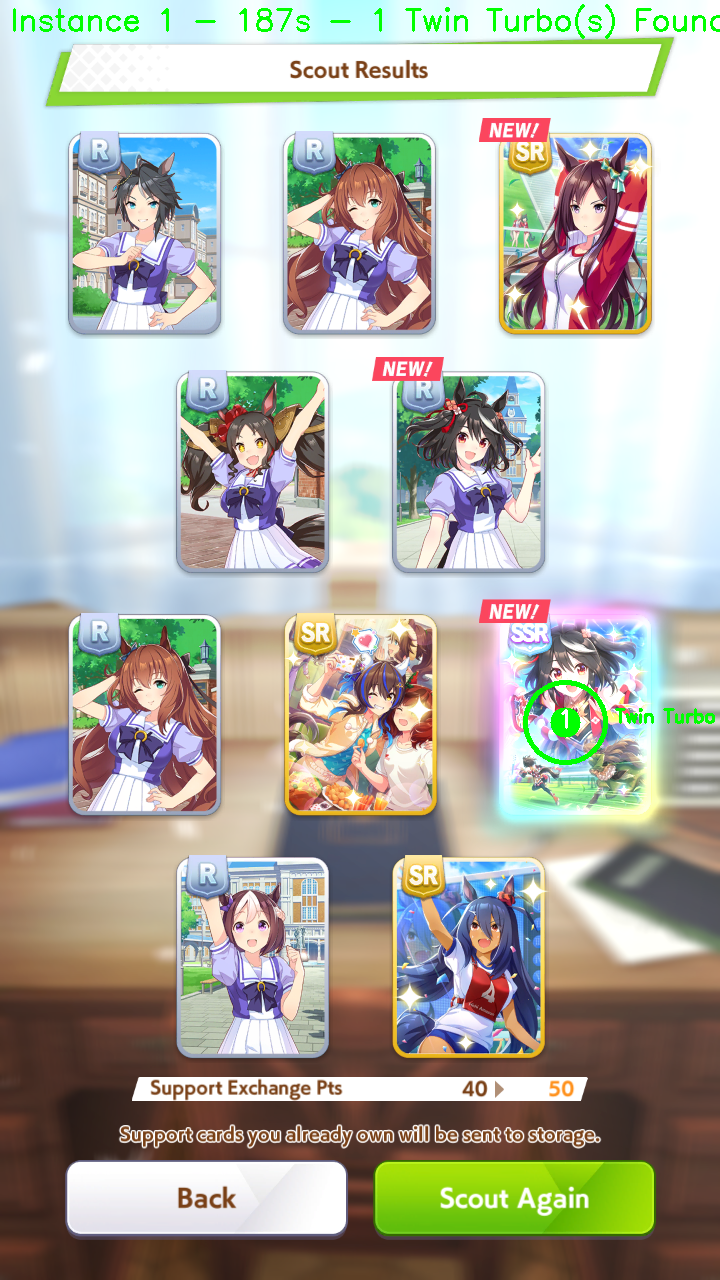 Instance 1 - 187s - 1 Twin Turbo(s) Found
Scout Results
R
R
NEW!
SR
R
NEW!
R
R
SR
NEW!
SSR
1
Twin Turbo
R
SR
Support Exchange Pts 40 50
Support cards you already own will be sent to storage.
Back
Scout Again